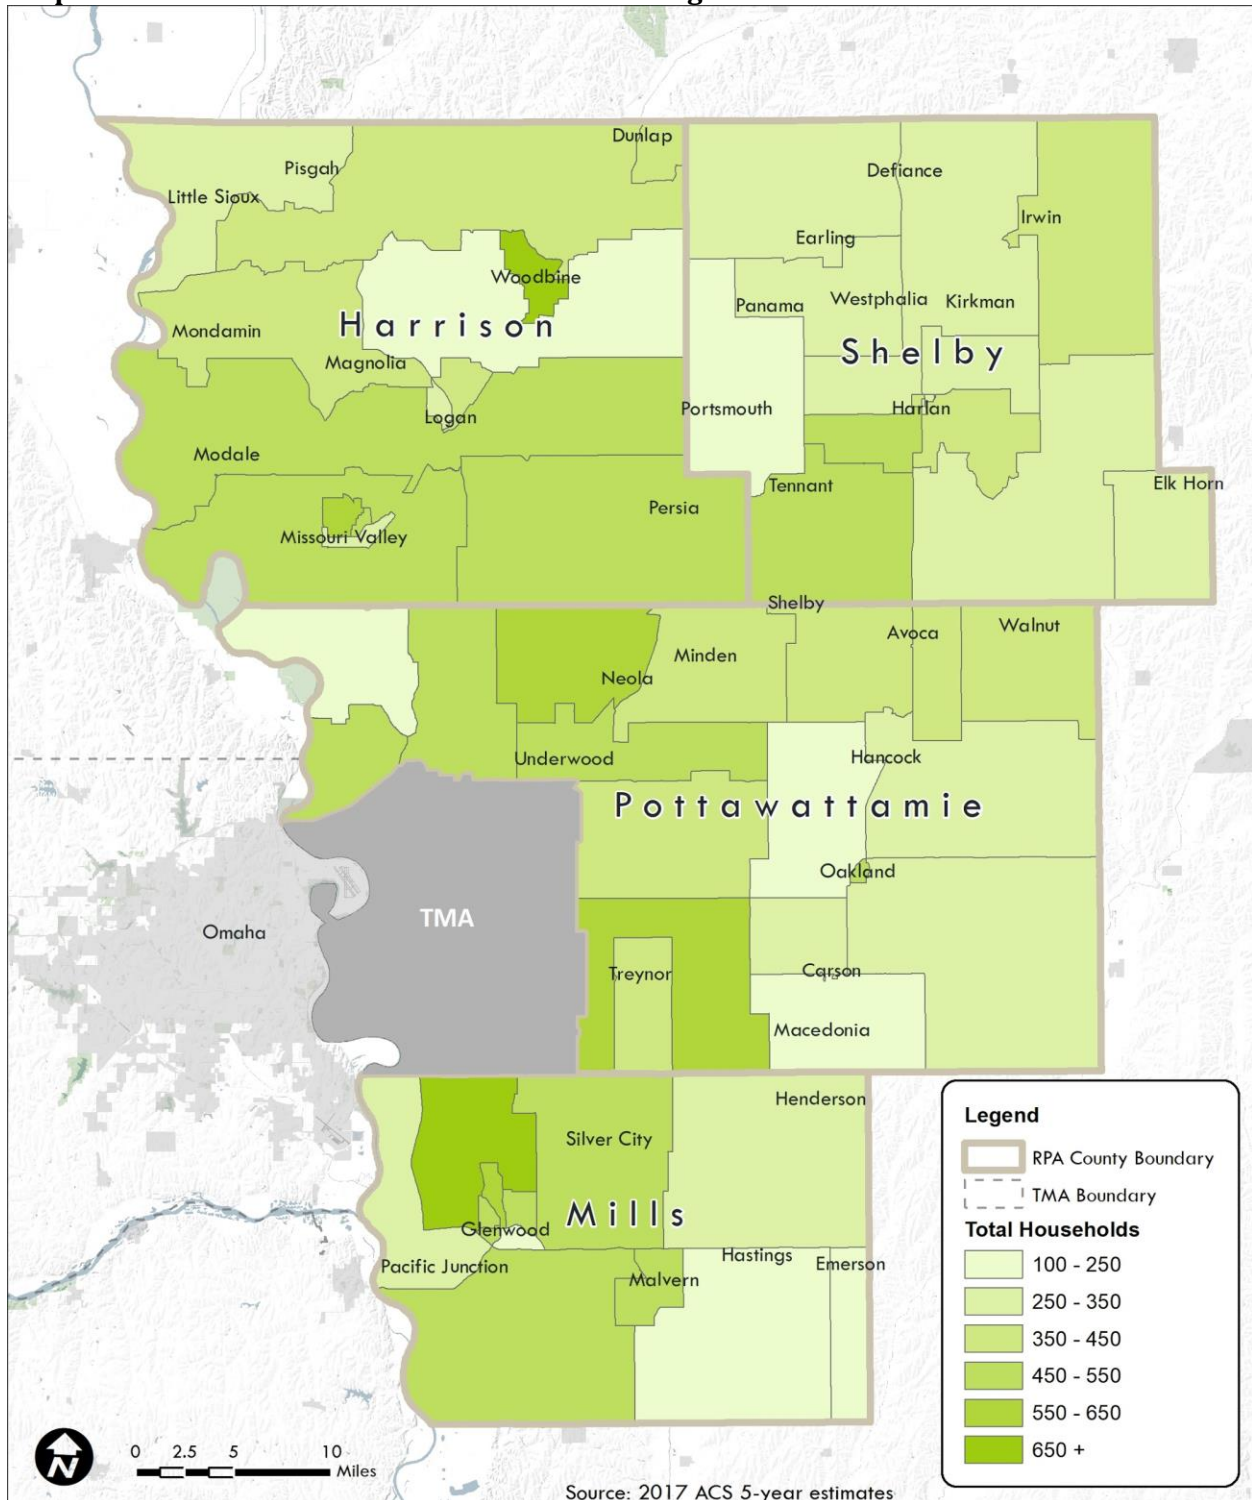 Dunlap
Pisgah
Defiance
Little Sioux
Irwin
Earling
Woodbine
Westphalia
Kirkman
Panama
Mondamin
Harrison
Shelby
Magnolia
Portsmouth
Harlan
Logan
Modale
Tennant
Elk Horn
Persia
Missouri Valley
Shelby
Walnut
Avoca
Minden
Neola
Underwood
Hancock
Pottawattamie
Oakland
TMA
Omaha
Treynor
Carson
Macedonia
Henderson
Silver City
Mills
Glenwood
Hastings
Pacific Junction
Emerson
Malvern
Legend
RPA County Boundary
TMA Boundary
Total Households
100 - 250
250 - 350
350 - 450
450 - 550
550 - 650
650 +
N
0 2.5 5 10
Miles
Source: 2017 ACS 5-year estimates